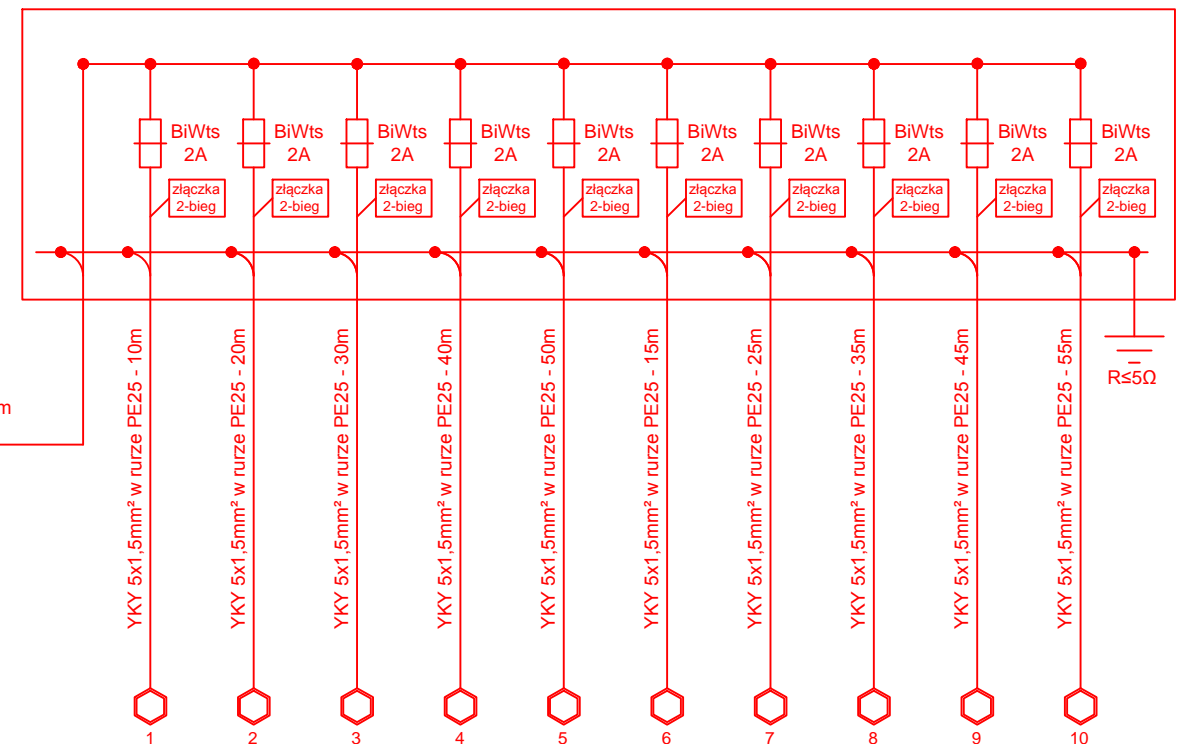 BiWts
2A
BiWts
2A
BiWts
2A
BiWts
2A
BiWts
2A
BiWts
2A
BiWts
2A
BiWts
2A
BiWts
2A
BiWts
2A
złączka
2-bieg
złączka
2-bieg
złączka
2-bieg
złączka
2-bieg
złączka
2-bieg
złączka
2-bieg
złączka
2-bieg
złączka
2-bieg
złączka
2-bieg
złączka
2-bieg
R≤5Ω
m
YKY 5x1,5mm² w rurze PE25 - 10m
YKY 5x1,5mm² w rurze PE25 - 20m
YKY 5x1,5mm² w rurze PE25 - 30m
YKY 5x1,5mm² w rurze PE25 - 40m
YKY 5x1,5mm² w rurze PE25 - 50m
YKY 5x1,5mm² w rurze PE25 - 15m
YKY 5x1,5mm² w rurze PE25 - 25m
YKY 5x1,5mm² w rurze PE25 - 35m
YKY 5x1,5mm² w rurze PE25 - 45m
YKY 5x1,5mm² w rurze PE25 - 55m
1
2
3
4
5
6
7
8
9
10